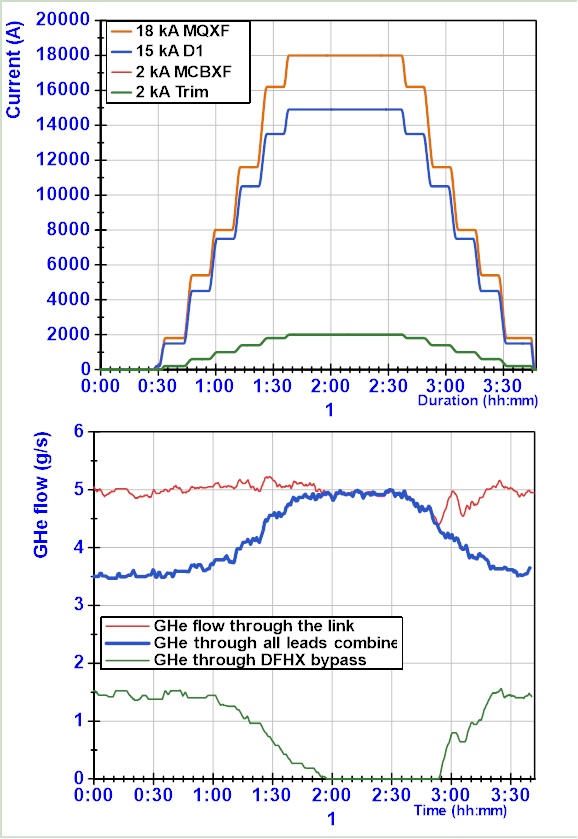 Current (A)
20000
18000
16000
14000
12000
10000
8000
6000
4000
2000
0
18 kA MQXF
15 kA D1
2 kA MCBXF
2 kA Trim
0:00 0:30 1:00 1:30 2:00 2:30 3:00 3:30
Duration (hh:mm)
1
GHe flow (g/s)
6
5
4
3
2
1
0
GHe flow through the link
GHe through all leads combine
GHe through DFHX bypass
0:00 0:30 1:00 1:30 2:00 2:30 3:00 3:30
Time (hh:mm)
1